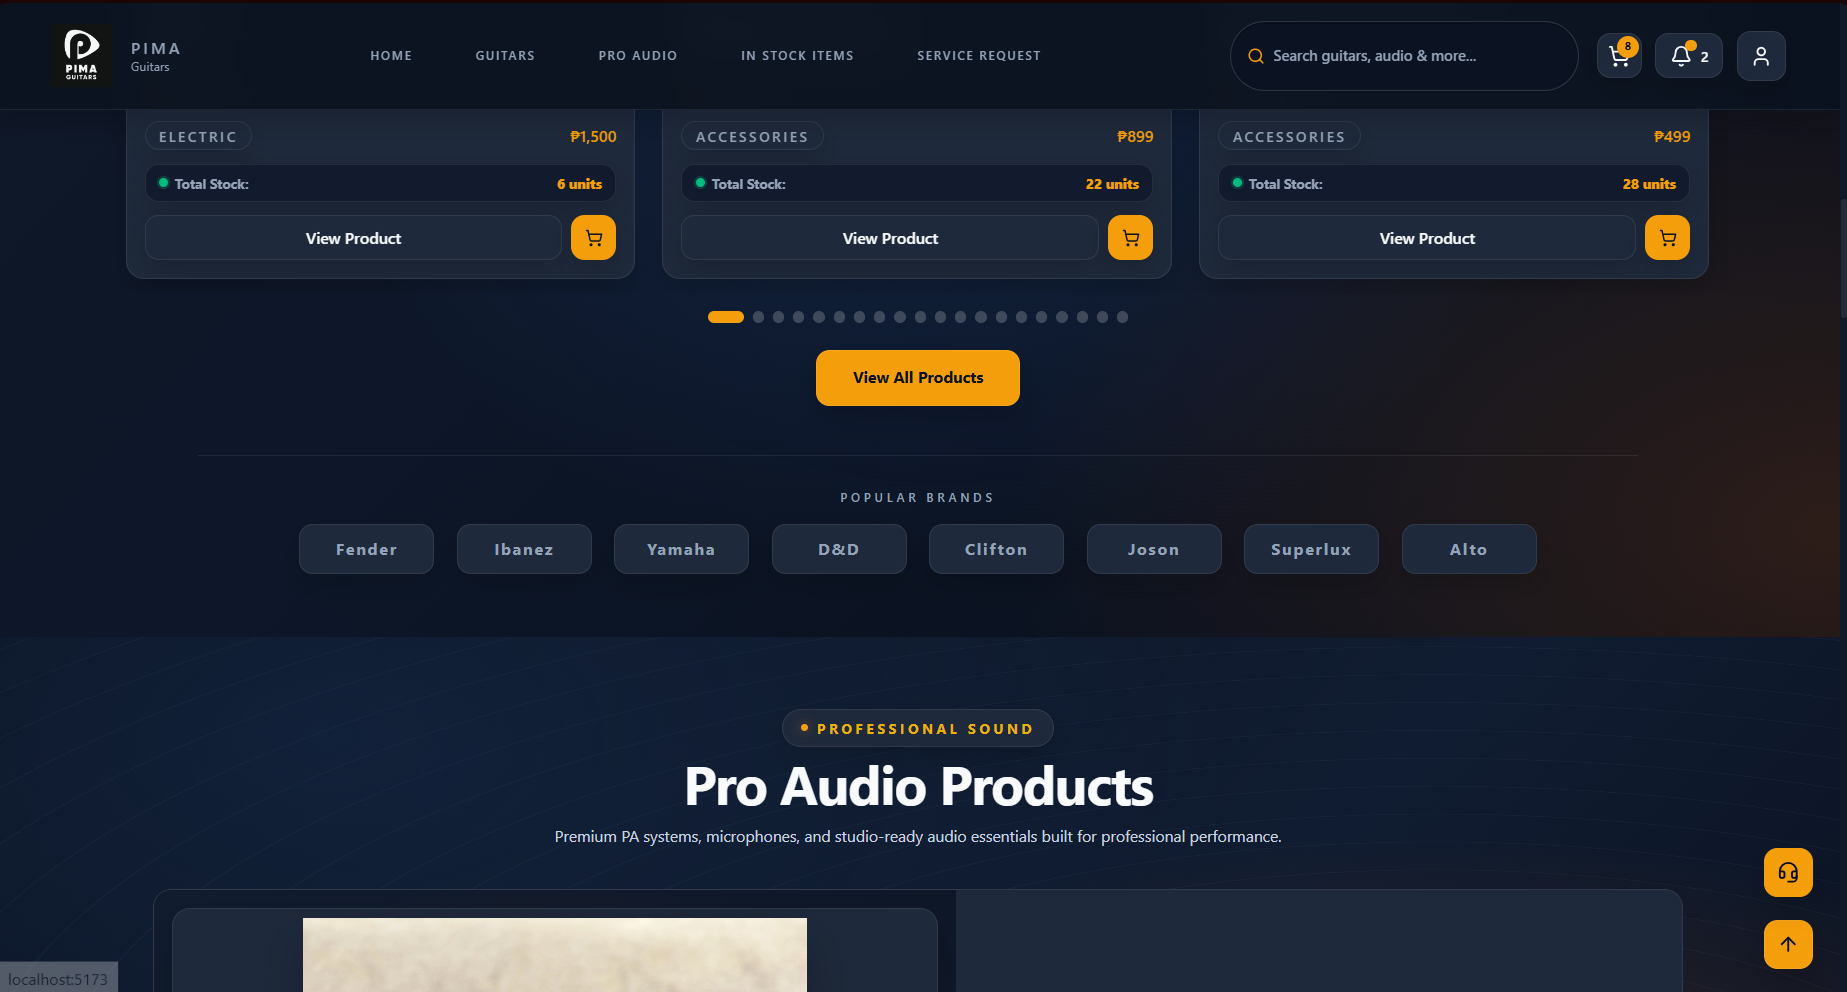 PIMA
GUITARS
PIMA
Guitars
HOME
GUITARS
PRO AUDIO
IN STOCK ITEMS
SERVICE REQUEST
Search guitars, audio & more...
8
2
ELECTRIC
₱1,500
Total Stock:
6 units
View Product
ACCESSORIES
₱899
Total Stock:
22 units
View Product
ACCESSORIES
₱499
Total Stock:
28 units
View Product
View All Products
POPULAR BRANDS
Fender
Ibanez
Yamaha
D&D
Clifton
Joson
Superlux
Alto
PROFESSIONAL SOUND
Pro Audio Products
Premium PA systems, microphones, and studio-ready audio essentials built for professional performance.
localhost:5173